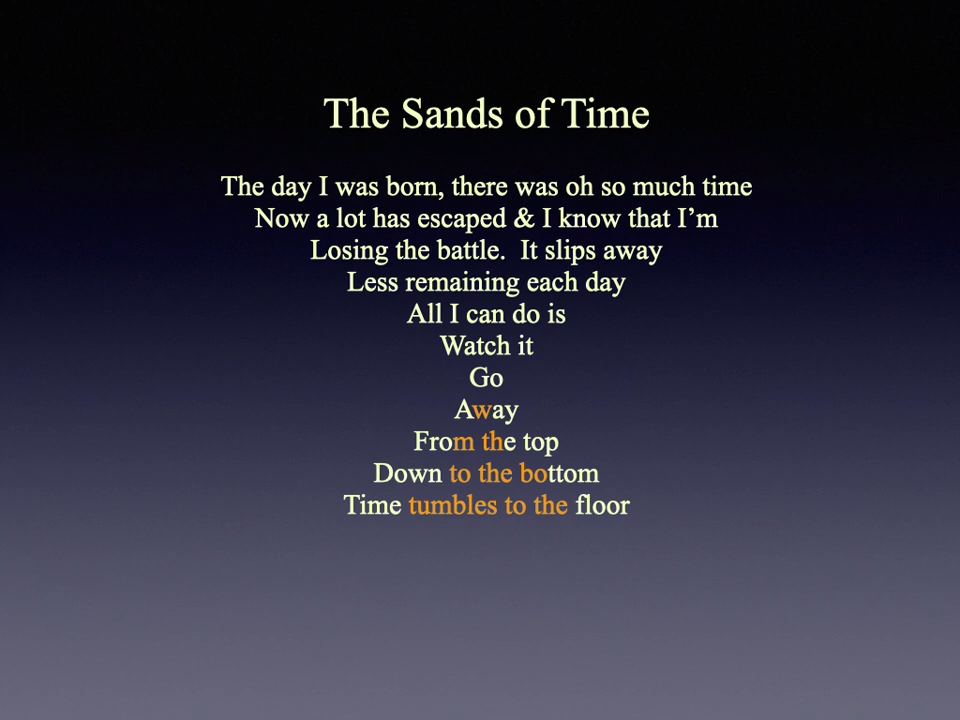 The Sands of Time
The day I was born, there was oh so much time
Now a lot has escaped & I know that I’m
Losing the battle.  It slips away
Less remaining each day
All I can do is
Watch it
Go
Away
From the top
Down to the bottom
Time tumbles to the floor